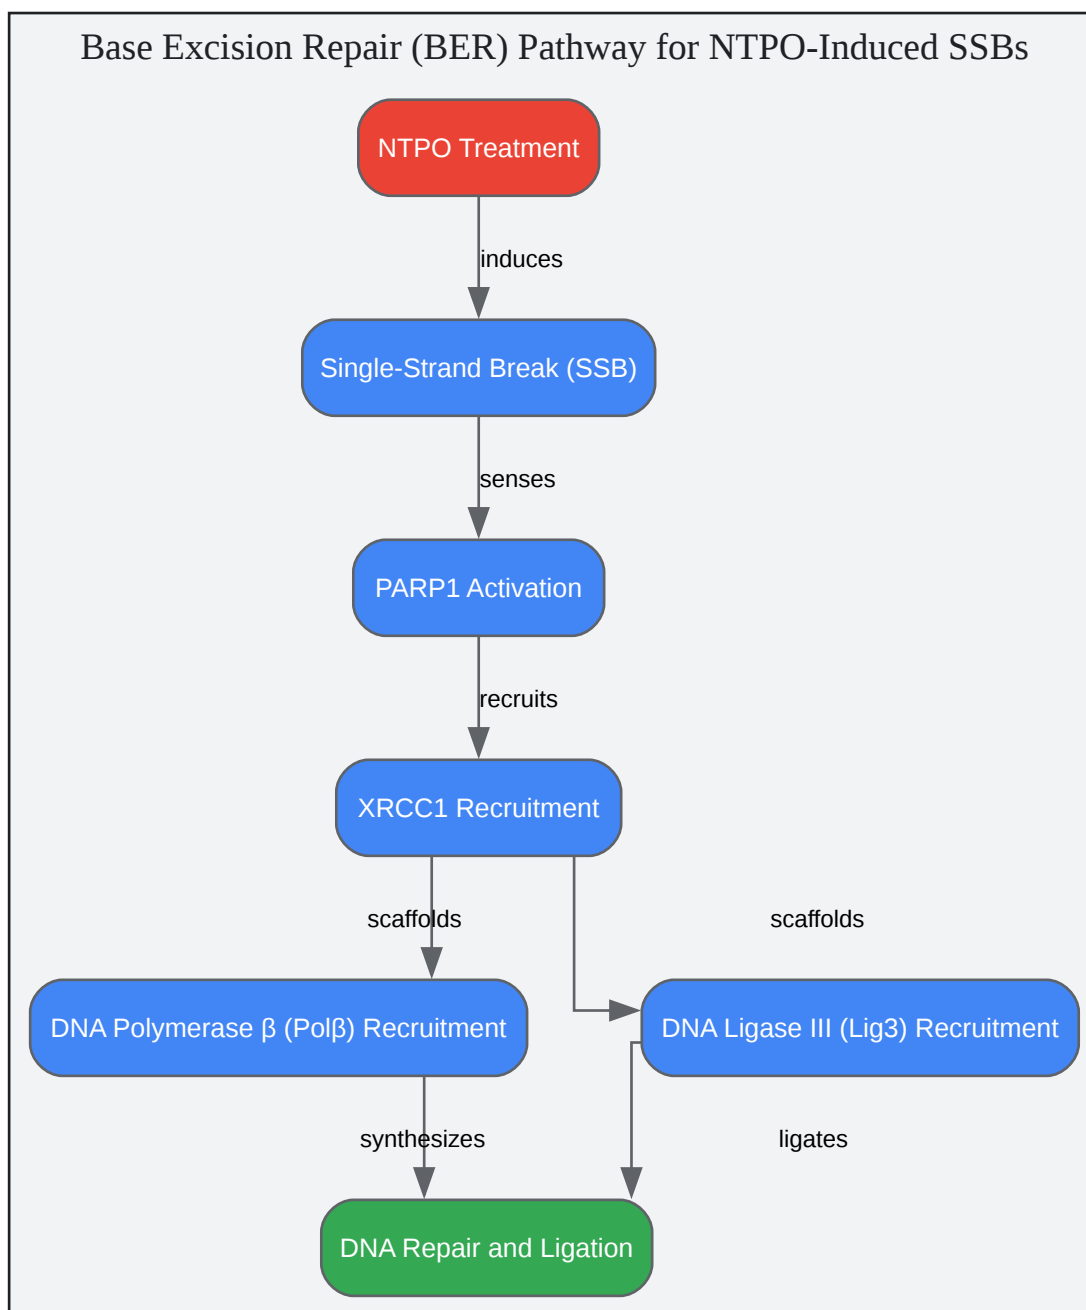 Base Excision Repair (BER) Pathway for NTPO-Induced SSBs
NTPO Treatment
induces
Single-Strand Break (SSB)
senses
PARP1 Activation
recruits
XRCC1 Recruitment
scaffolds
scaffolds
DNA Polymerase β (Polβ) Recruitment
DNA Ligase III (Lig3) Recruitment
synthesizes
ligates
DNA Repair and Ligation